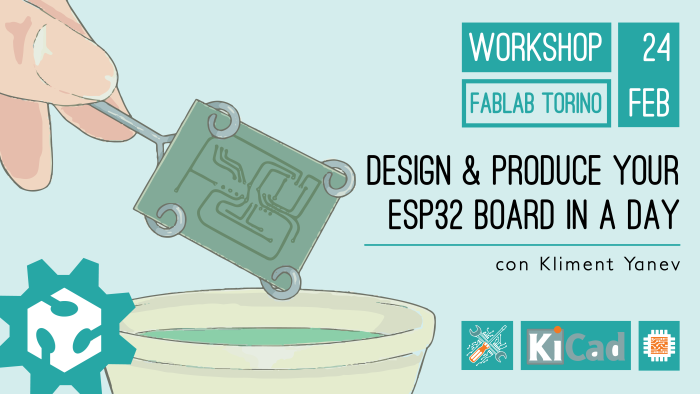 WORKSHOP
24
FABLAB TORINO
FEB
DESIGN & PRODUCE YOUR
ESP32 BOARD IN A DAY
con Kliment Yanev
KiCad